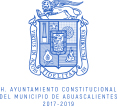 H. AYUNTAMIENTO CONSTITUCIONAL
DEL MUNICIPIO DE AGUASCALIENTES
2017-2019